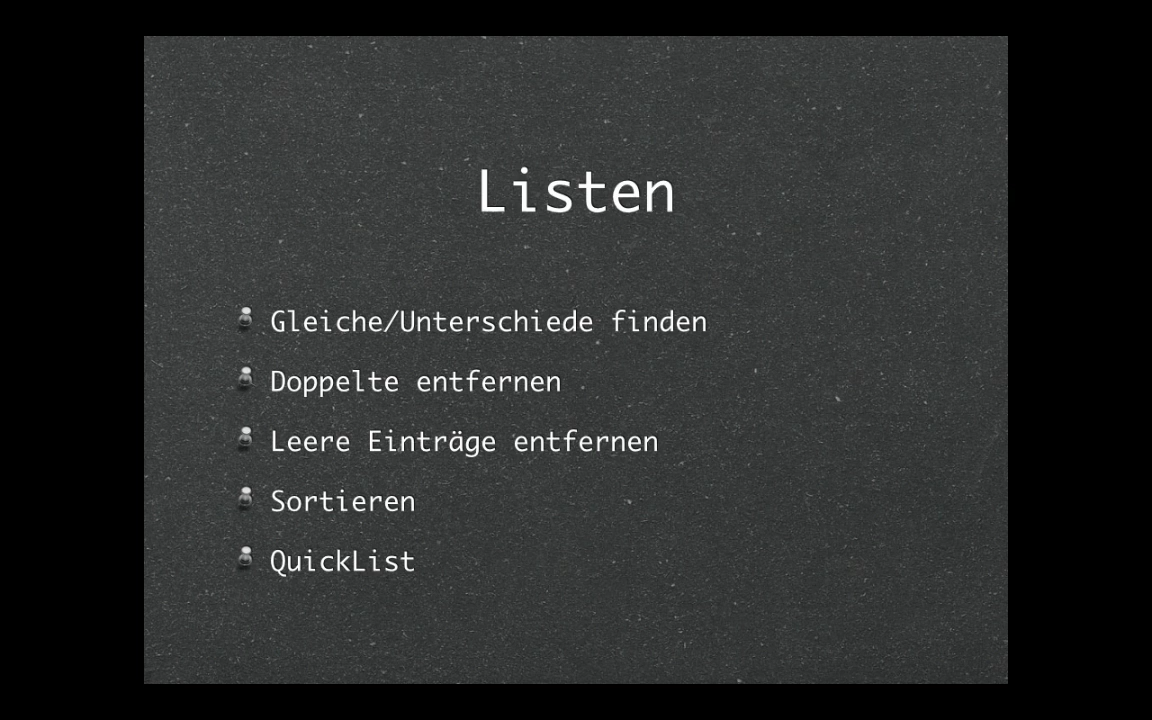 Listen
Gleiche/Unterschiede finden
Doppelte entfernen
Leere Einträge entfernen
Sortieren
QuickList